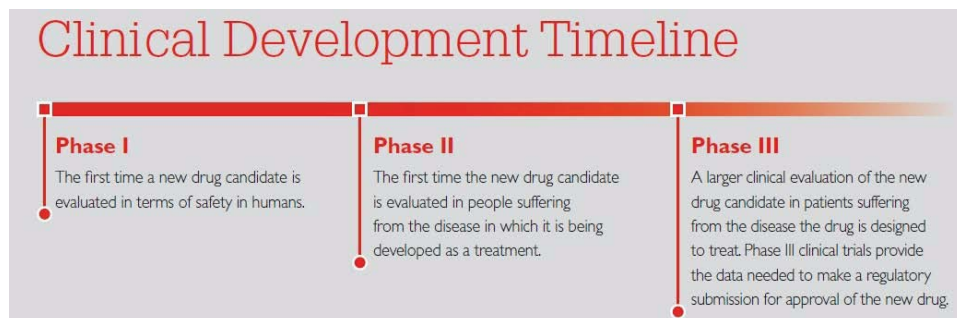 Clinical Development Timeline
Phase I
The first time a new drug candidate is
evaluated in terms of safety in humans.
Phase II
The first time the new drug candidate
is evaluated in people suffering
from the disease in which it is being
developed as a treatment.
Phase III
A larger clinical evaluation of the new
drug candidate in patients suffering
from the disease the drug is designed
to treat. Phase III clinical trials provide
the data needed to make a regulatory
submission for approval of the new drug.